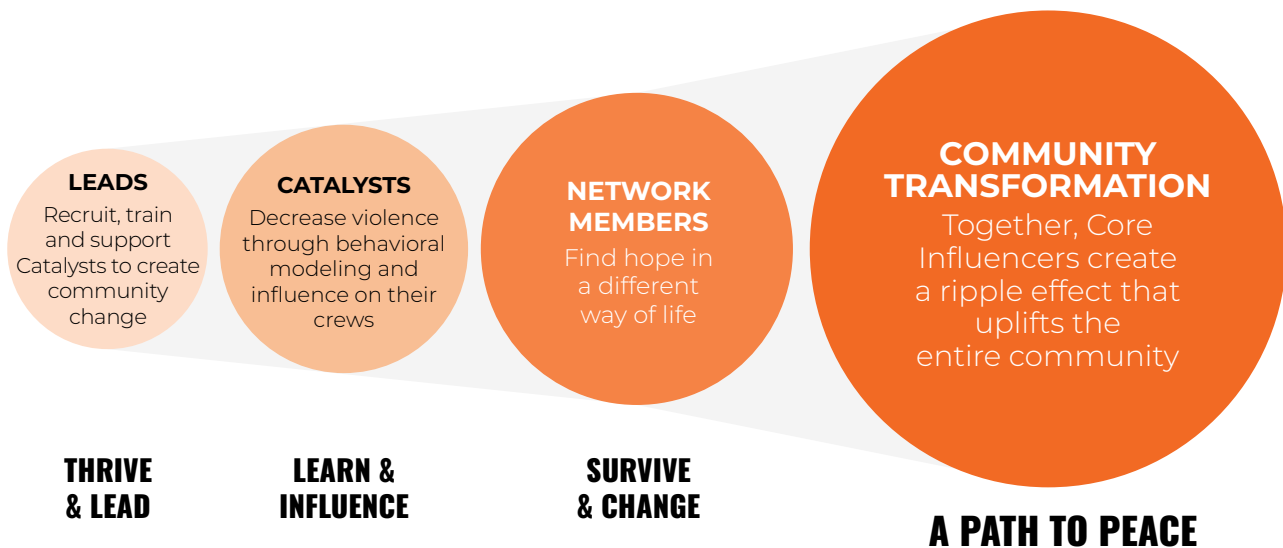 LEADS
Recruit, train
and support
Catalysts to create
community
change
CATALYSTS
Decrease violence
through behavioral
modeling and
influence on their
crews
NETWORK
MEMBERS
Find hope in
a different
way of life
COMMUNITY
TRANSFORMATION
Together, Core
Influencers create
a ripple effect that
uplifts the
entire community
THRIVE
& LEAD
LEARN &
INFLUENCE
SURVIVE
& CHANGE
A PATH TO PEACE